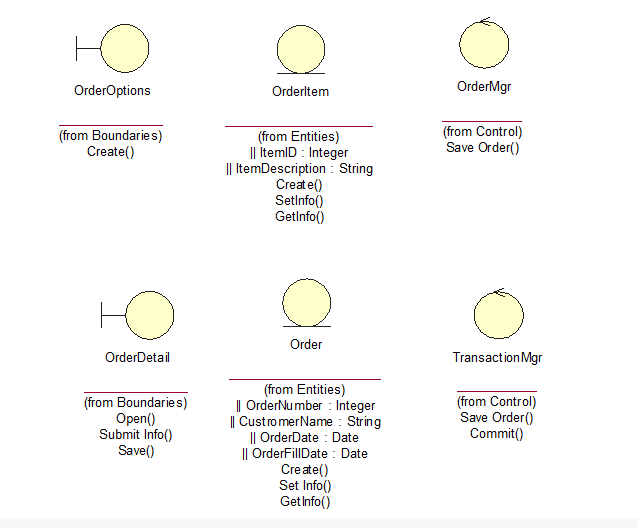 OrderOptions
(from Boundaries)
Create()
OrderItem
(from Entities)
|| ItemID : Integer
|| ItemDescription : String
Create()
SetInfo()
GetInfo()
OrderMgr
(from Control)
Save Order()
OrderDetail
(from Boundaries)
Open()
Submit Info()
Save()
Order
(from Entities)
|| OrderNumber : Integer
|| CustromerName : String
|| OrderDate : Date
|| OrderFillDate : Date
Create()
Set Info()
GetInfo()
TransactionMgr
(from Control)
Save Order()
Commit()